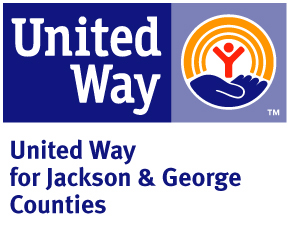 United
Way
TM
United Way
for Jackson & George
Counties